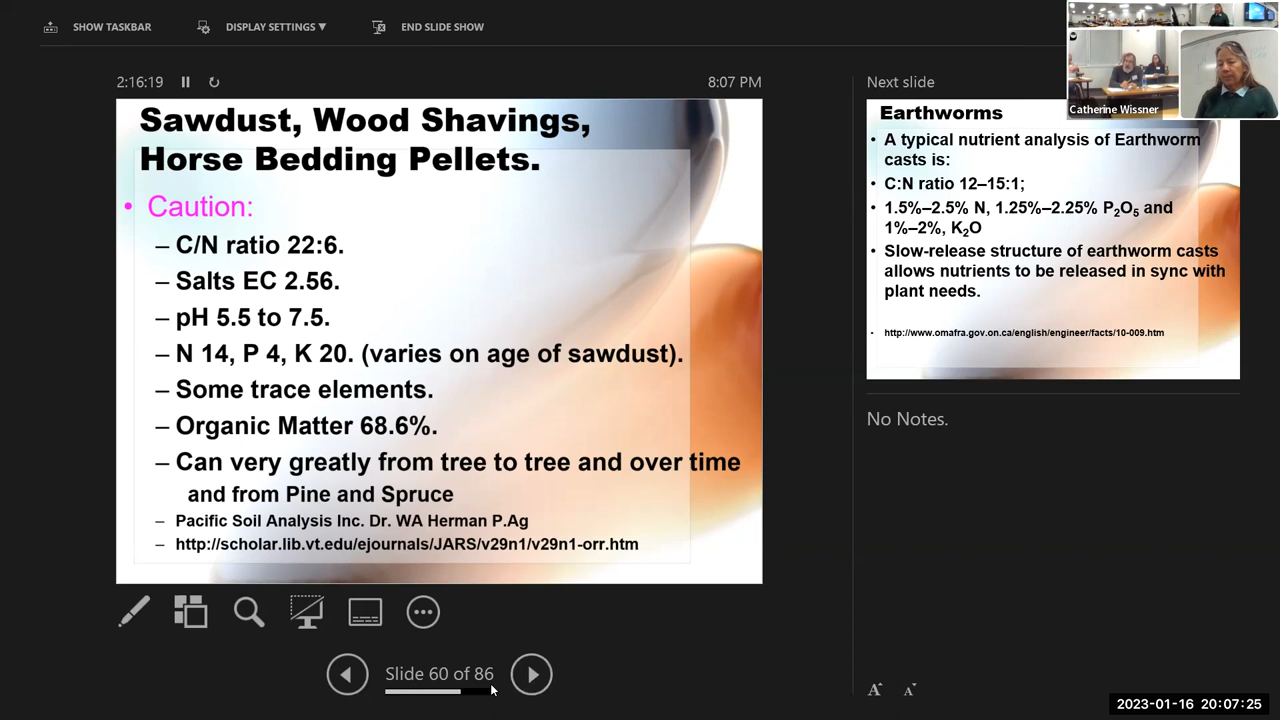 SHOW TASKBAR
DISPLAY SETTINGS ▼
END SLIDE SHOW
2:16:19
8:07 PM
Sawdust, Wood Shavings,
Horse Bedding Pellets.
• Caution:
– C/N ratio 22:6.
– Salts EC 2.56.
– pH 5.5 to 7.5.
– N 14, P 4, K 20. (varies on age of sawdust).
– Some trace elements.
– Organic Matter 68.6%.
– Can very greatly from tree to tree and over time
and from Pine and Spruce
– Pacific Soil Analysis Inc. Dr. WA Herman P.Ag
– http://scholar.lib.vt.edu/ejournals/JARS/v29n1/v29n1-orr.htm
Slide 60 of 86
Next slide
Catherine Wissner
Earthworms
• A typical nutrient analysis of Earthworm
casts is:
• C:N ratio 12–15:1;
• 1.5%–2.5% N, 1.25%–2.25% P₂O₅ and
1%–2%, K₂O
• Slow-release structure of earthworm casts
allows nutrients to be released in sync with
plant needs.
• http://www.omafra.gov.on.ca/english/engineer/facts/10-009.htm
No Notes.
A A
2023-01-16 20:07:25